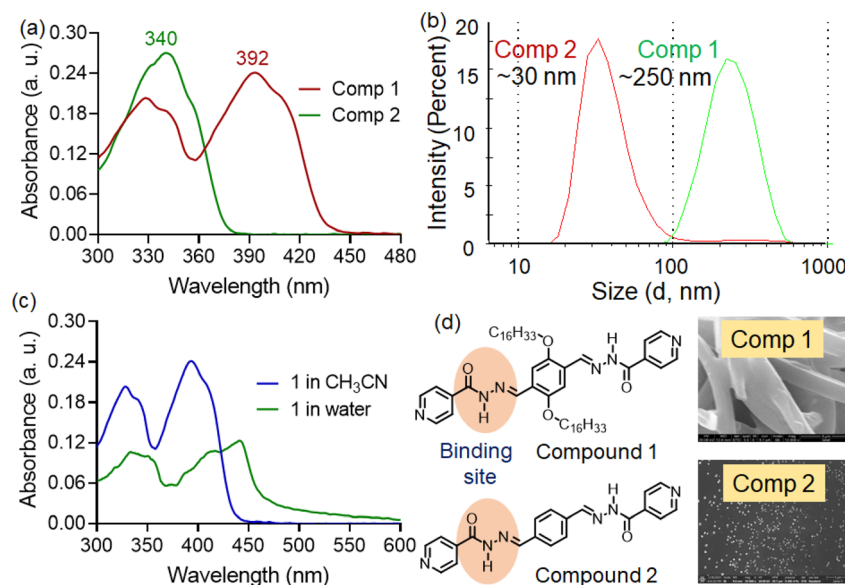 (a)
340
392
Comp 1
Comp 2
Absorbance (a. u.)
0.30
0.24
0.18
0.12
0.06
0.00
300
330
360
390
420
450
480
Wavelength (nm)
(b)
Comp 2
~30 nm
Comp 1
~250 nm
Intensity (Percent)
20
15
10
5
0
10
100
1000
Size (d, nm)
(c)
1 in CH3CN
1 in water
Absorbance (a. u.)
0.30
0.24
0.18
0.12
0.06
0.00
300
350
400
450
500
550
600
Wavelength (nm)
(d)
C16H33
O
H
N
N
N
O
O
N
N
N
H
O
C16H33
Binding
site
Compound 1
H
N
N
N
O
O
N
N
N
H
Compound 2
Comp 1
Comp 2